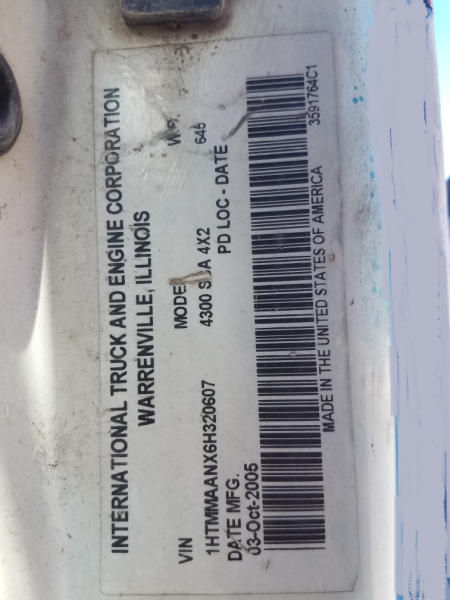 INTERNATIONAL TRUCK AND ENGINE CORPORATION
WARRENVILLE, ILLINOIS
VIN MODEL W.B.
1HTMMAANX6H320607 4300 SBA 4X2 645
DATE MFG. PD LOC - DATE
03-Oct-2005
MADE IN THE UNITED STATES OF AMERICA 3591764C1